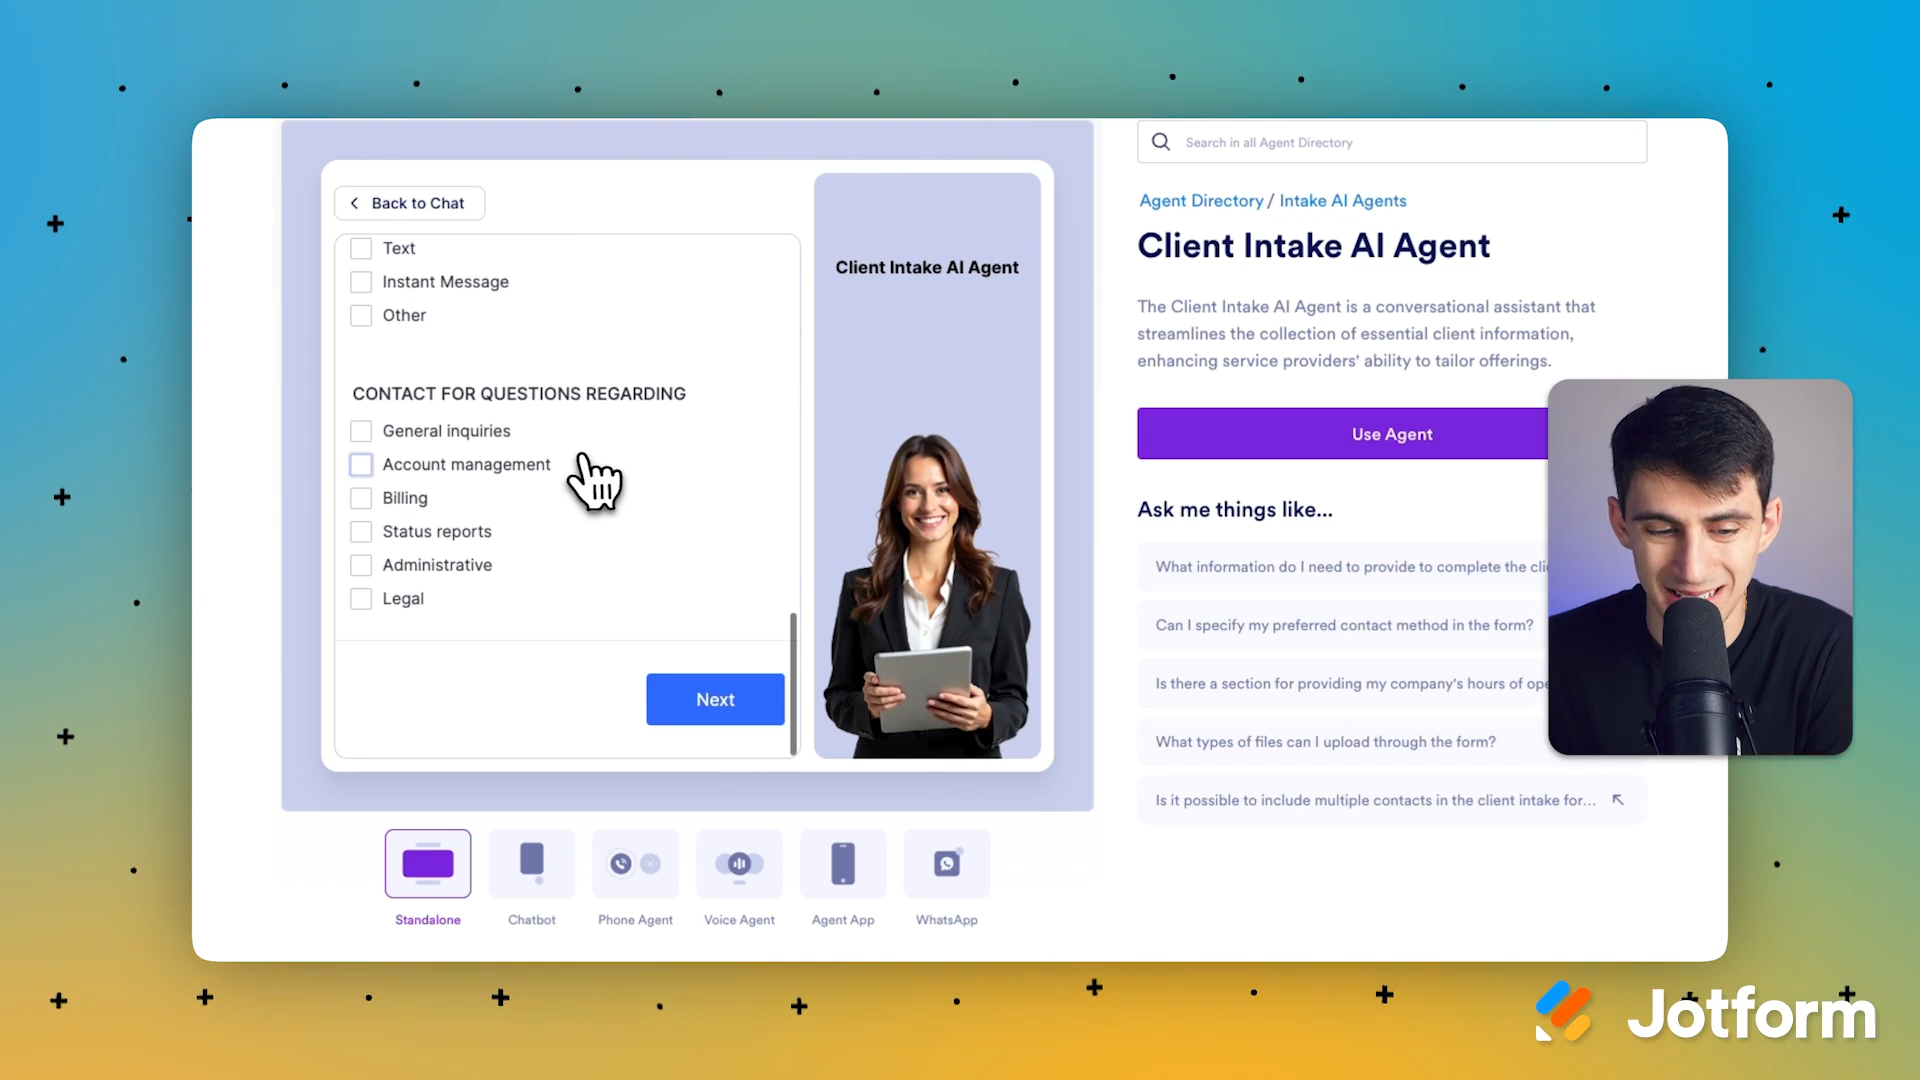 Back to Chat
Text
Instant Message
Other
CONTACT FOR QUESTIONS REGARDING
General inquiries
Account management
Billing
Status reports
Administrative
Legal
Next
Client Intake AI Agent
Standalone
Chatbot
Phone Agent
Voice Agent
Agent App
WhatsApp
Search in all Agent Directory
Agent Directory / Intake AI Agents
Client Intake AI Agent
The Client Intake AI Agent is a conversational assistant that
streamlines the collection of essential client information,
enhancing service providers' ability to tailor offerings.
Use Agent
Ask me things like...
What information do I need to provide to complete the
Can I specify my preferred contact method in the form?
Is there a section for providing my company's hours of
What types of files can I upload through the form?
Is it possible to include multiple contacts in the client intake for...
Jotform